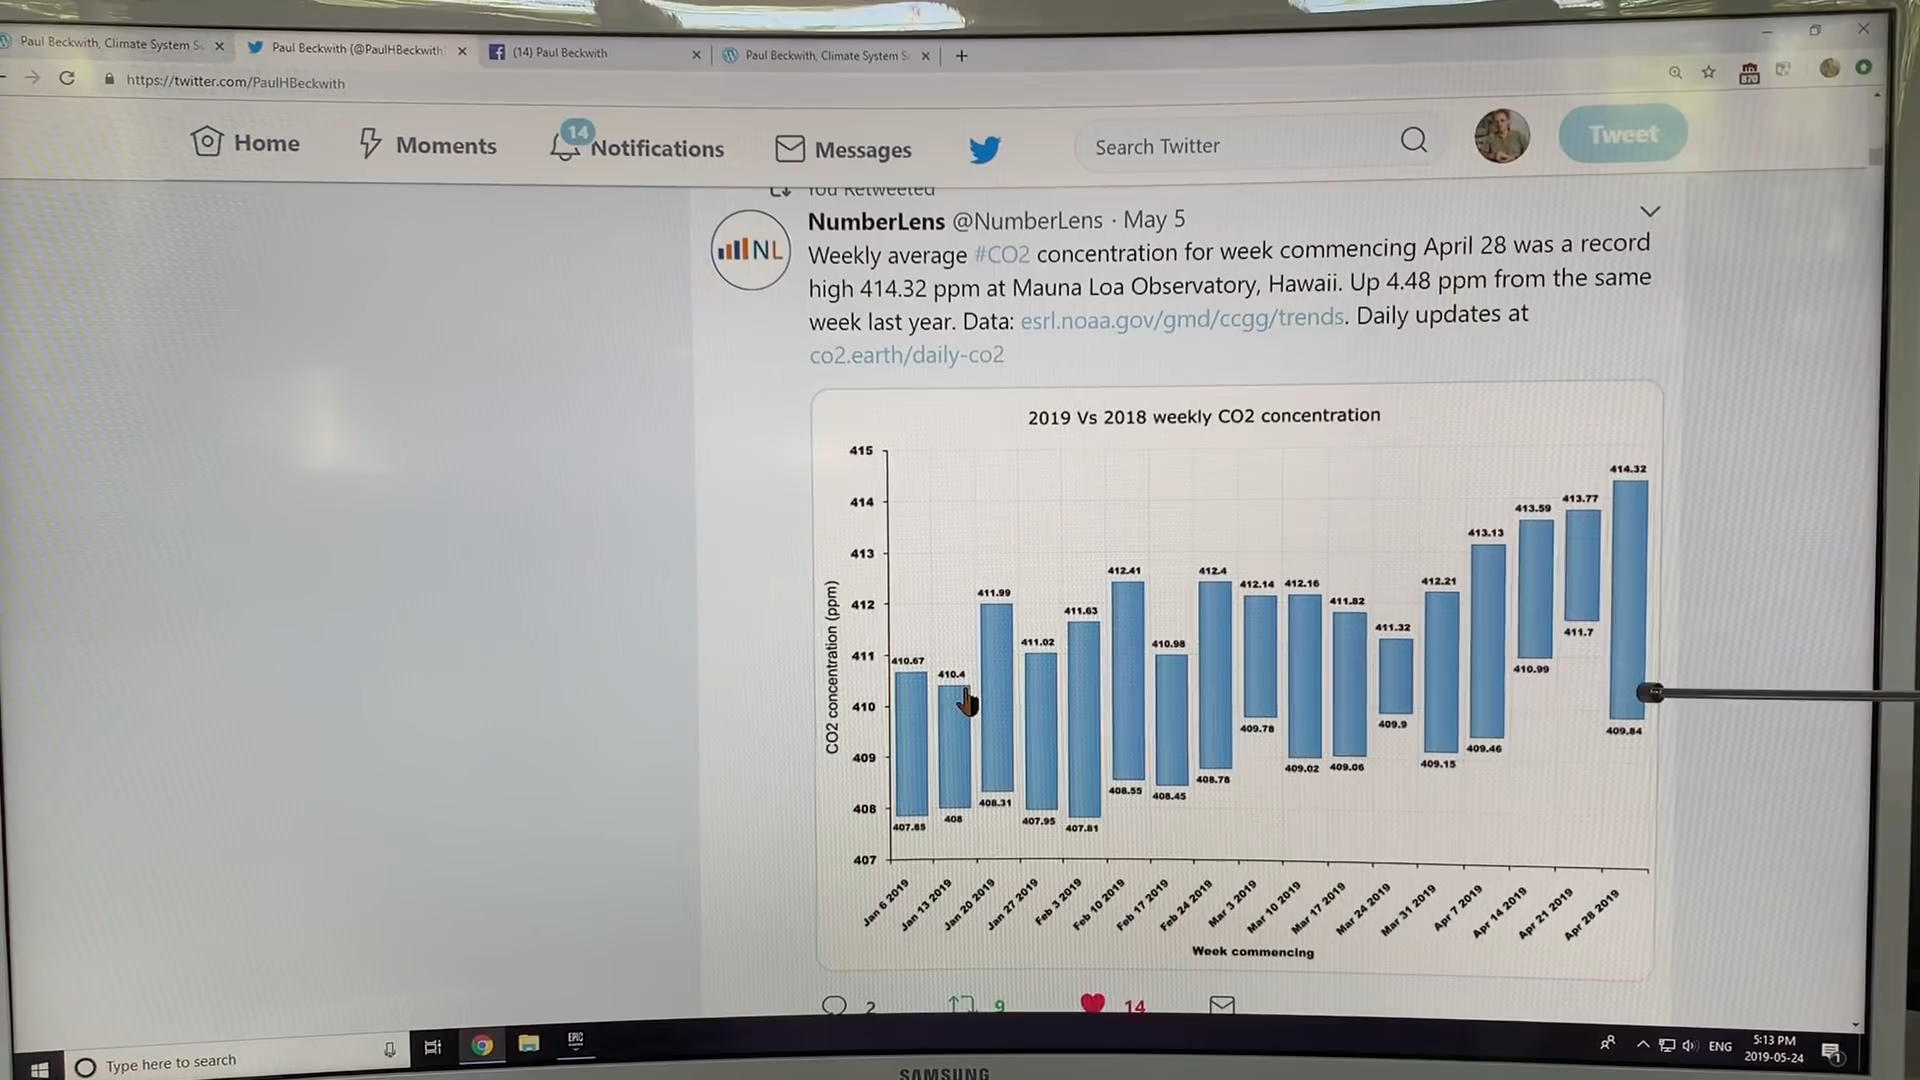 Paul Beckwith, Climate System Sc
Paul Beckwith (@PaulHBeckwith)
(14) Paul Beckwith
Paul Beckwith, Climate System Sc
https://twitter.com/PaulHBeckwith
870
Home
Moments
14
Notifications
Messages
Search Twitter
Tweet
You Retweeted
NL
NumberLens @NumberLens · May 5
Weekly average #CO2 concentration for week commencing April 28 was a record
high 414.32 ppm at Mauna Loa Observatory, Hawaii. Up 4.48 ppm from the same
week last year. Data: esrl.noaa.gov/gmd/ccgg/trends. Daily updates at
co2.earth/daily-co2
2019 Vs 2018 weekly CO2 concentration
CO2 concentration (ppm)
415
414
413
412
411
410
409
408
407
410.67
410.4
411.99
411.02
411.63
412.41
410.98
412.4
412.14
412.16
411.82
411.32
412.21
413.13
413.59
413.77
414.32
407.85
408
408.31
407.95
407.81
408.55
408.45
408.76
409.78
409.02
409.06
409.9
409.15
409.46
410.99
411.7
409.84
Jan 6 2019
Jan 13 2019
Jan 20 2019
Jan 27 2019
Feb 3 2019
Feb 10 2019
Feb 17 2019
Feb 24 2019
Mar 3 2019
Mar 10 2019
Mar 17 2019
Mar 24 2019
Mar 31 2019
Apr 7 2019
Apr 14 2019
Apr 21 2019
Apr 28 2019
Week commencing
2
9
14
Type here to search
EPIC
ENG
5:13 PM
2019-05-24
1
SAMSUNG